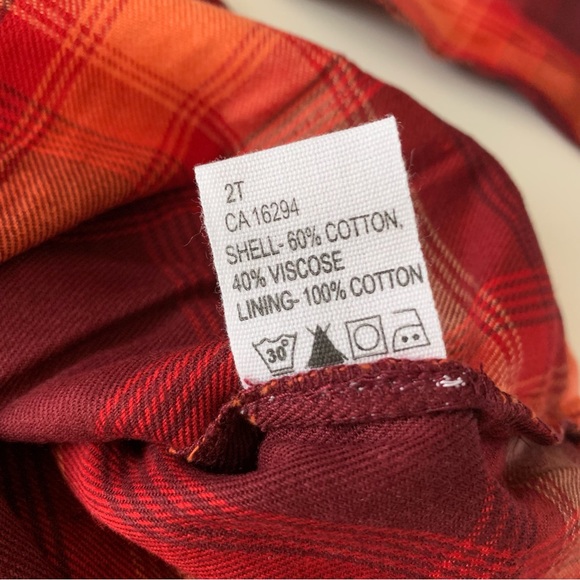 2T
CA 16294
SHELL- 60% COTTON,
40% VISCOSE
LINING- 100% COTTON
30°